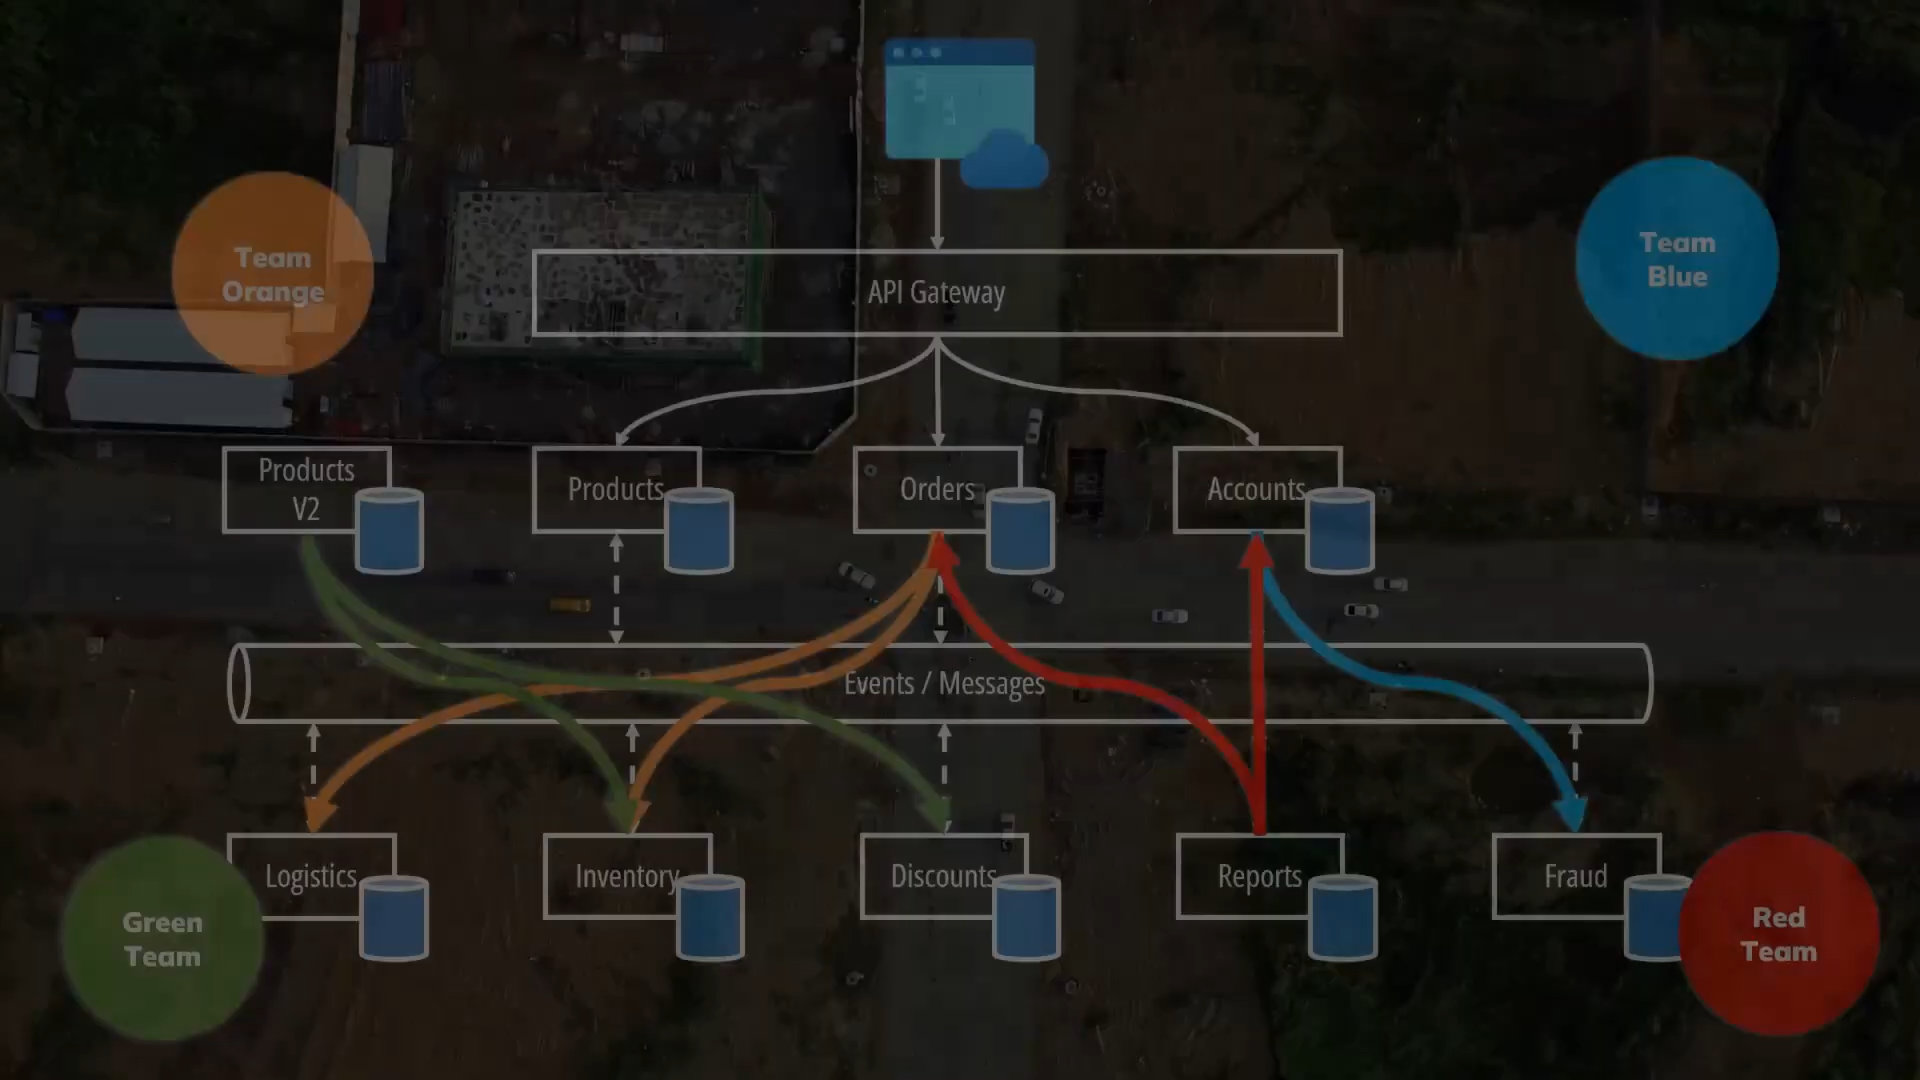 Team
Orange
Team
Blue
API Gateway
Products
V2
Products
Orders
Accounts
Events / Messages
Logistics
Inventory
Discounts
Reports
Fraud
Green
Team
Red
Team